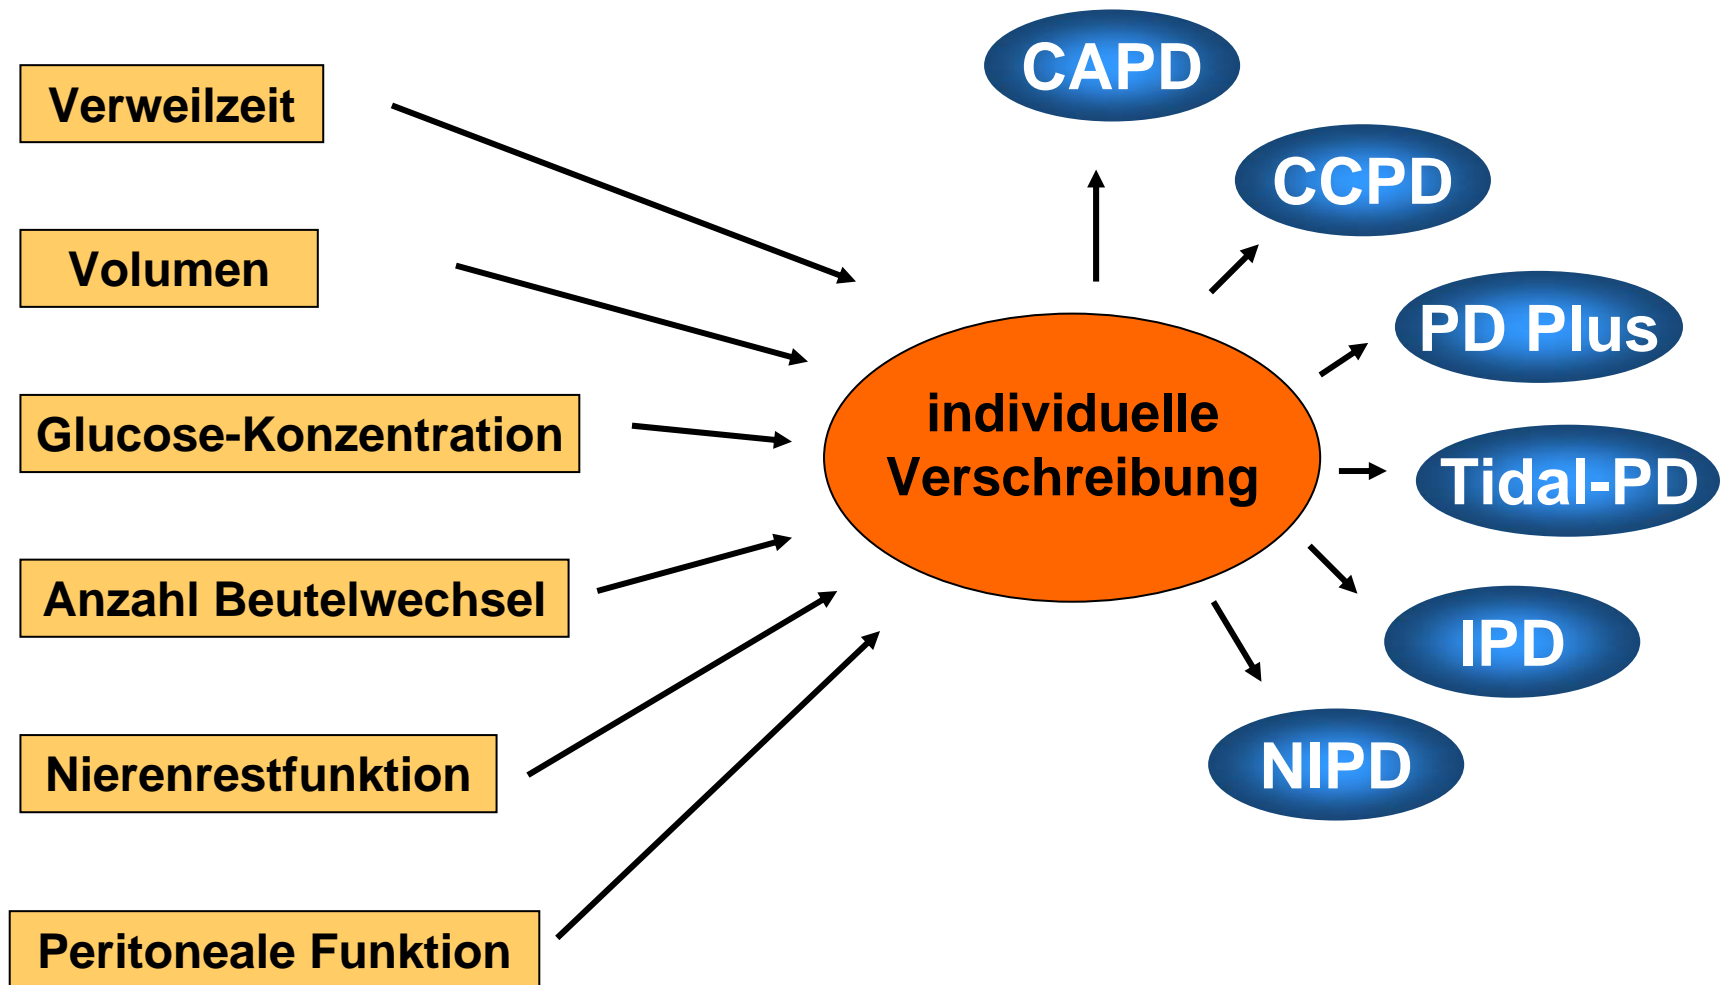 Verweilzeit
Volumen
Glucose-Konzentration
Anzahl Beutelwechsel
Nierenrestfunktion
Peritoneale Funktion
individuelle
Verschreibung
CAPD
CCPD
PD Plus
Tidal-PD
IPD
NIPD